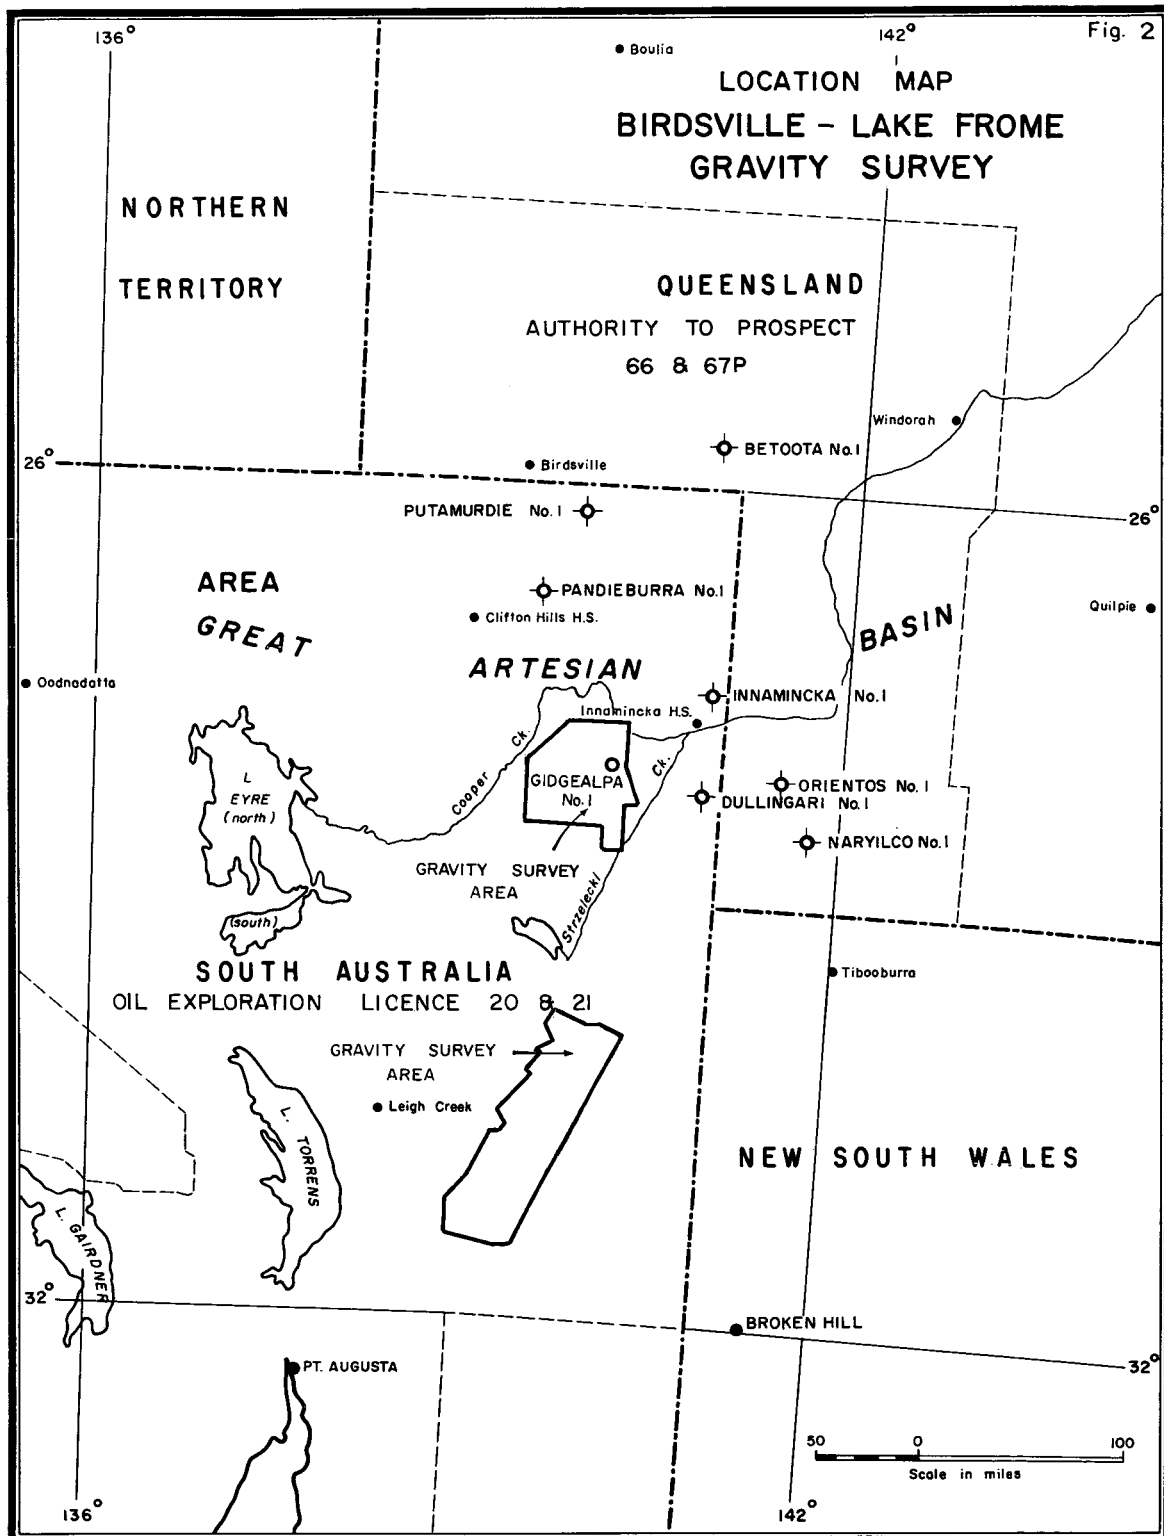 136°
142°
Fig. 2
Boulia
LOCATION MAP
BIRDSVILLE – LAKE FROME
GRAVITY SURVEY
NORTHERN
TERRITORY
QUEENSLAND
AUTHORITY TO PROSPECT
66 & 67P
Windorah
BETOOTA No.1
26°
Birdsville
PUTAMURDIE No.1
26°
AREA
PANDIEBURRA No.1
Quilpie
Clifton Hills H.S.
GREAT
ARTESIAN
BASIN
Oodnadatta
INNAMINCKA No.1
Innamincka H.S.
Cooper Ck.
Strzelecki Ck.
L
EYRE
(north)
GIDGEALPA
No.1
ORIENTOS No.1
DULLINGARI No.1
NARYILCO No.1
GRAVITY SURVEY
AREA
(south)
SOUTH AUSTRALIA
Tibooburra
OIL EXPLORATION LICENCE 20 & 21
GRAVITY SURVEY
AREA
Leigh Creek
L. TORRENS
NEW SOUTH WALES
L. GAIRDNER
32°
BROKEN HILL
PT. AUGUSTA
32°
50 0 100
Scale in miles
136°
142°